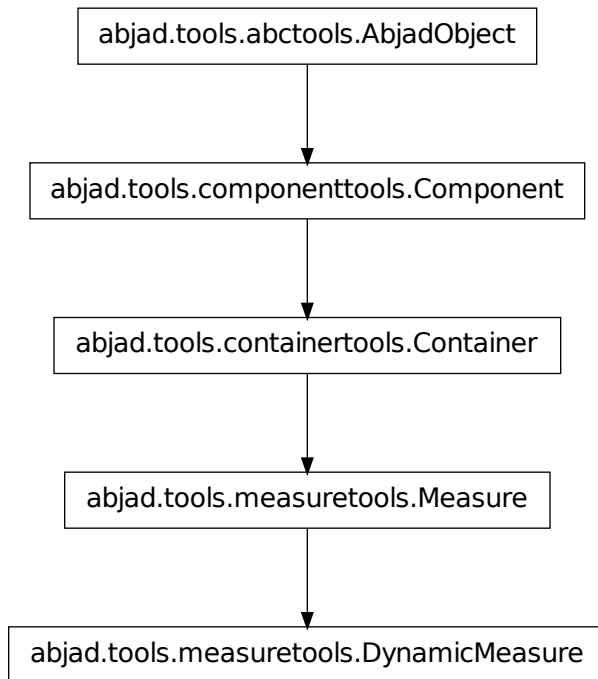 abjad.tools.abctools.AbjadObject
abjad.tools.componenttools.Component
abjad.tools.containertools.Container
abjad.tools.measuretools.Measure
abjad.tools.measuretools.DynamicMeasure